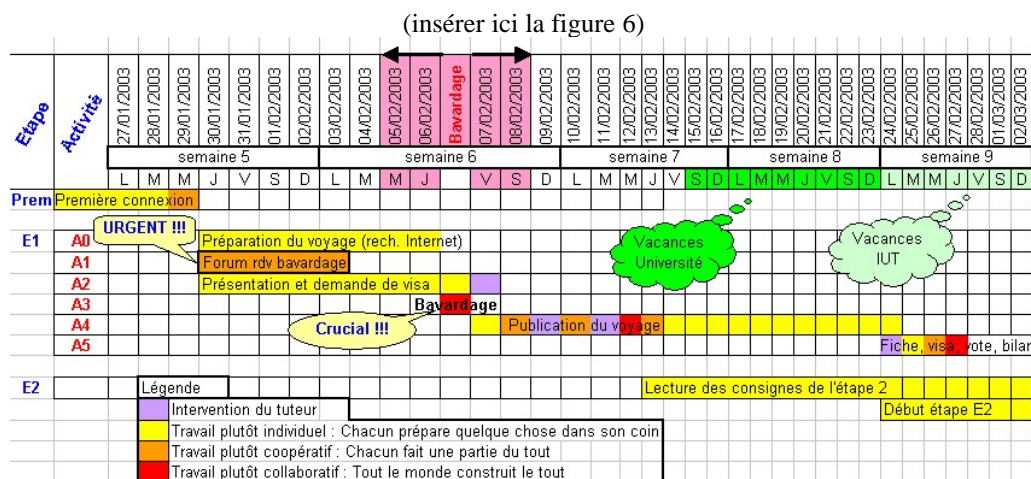 (insérer ici la figure 6)
Etape Activité 27/01/2003 28/01/2003 29/01/2003 30/01/2003 31/01/2003 01/02/2003 02/02/2003 03/02/2003 04/02/2003 05/02/2003 06/02/2003 Bavardage 07/02/2003 08/02/2003 09/02/2003 10/02/2003 11/02/2003 12/02/2003 13/02/2003 14/02/2003 15/02/2003 16/02/2003 17/02/2003 18/02/2003 19/02/2003 20/02/2003 21/02/2003 22/02/2003 23/02/2003 24/02/2003 25/02/2003 26/02/2003 27/02/2003 28/02/2003 01/03/2003 02/03/2003
semaine 5 semaine 6 semaine 7 semaine 8 semaine 9
L M M J V S D L M M J V S D L M M J V S D L M M J V S D L M M J V S D
Prem Première connexion
URGENT !!!
E1 A0 Préparation du voyage (rech. Internet)
Vacances Université
Vacances IUT
A1 Forum rdv bavardage
A2 Présentation et demande de visa
A3 Bavardage
Crucial !!!
A4 Publication du voyage
A5 Fiche, visa, vote, bilan
E2 Légende Lecture des consignes de l'étape 2
Intervention du tuteur Début étape E2
Travail plutôt individuel : Chacun prépare quelque chose dans son coin
Travail plutôt coopératif : Chacun fait une partie du tout
Travail plutôt collaboratif : Tout le monde construit le tout